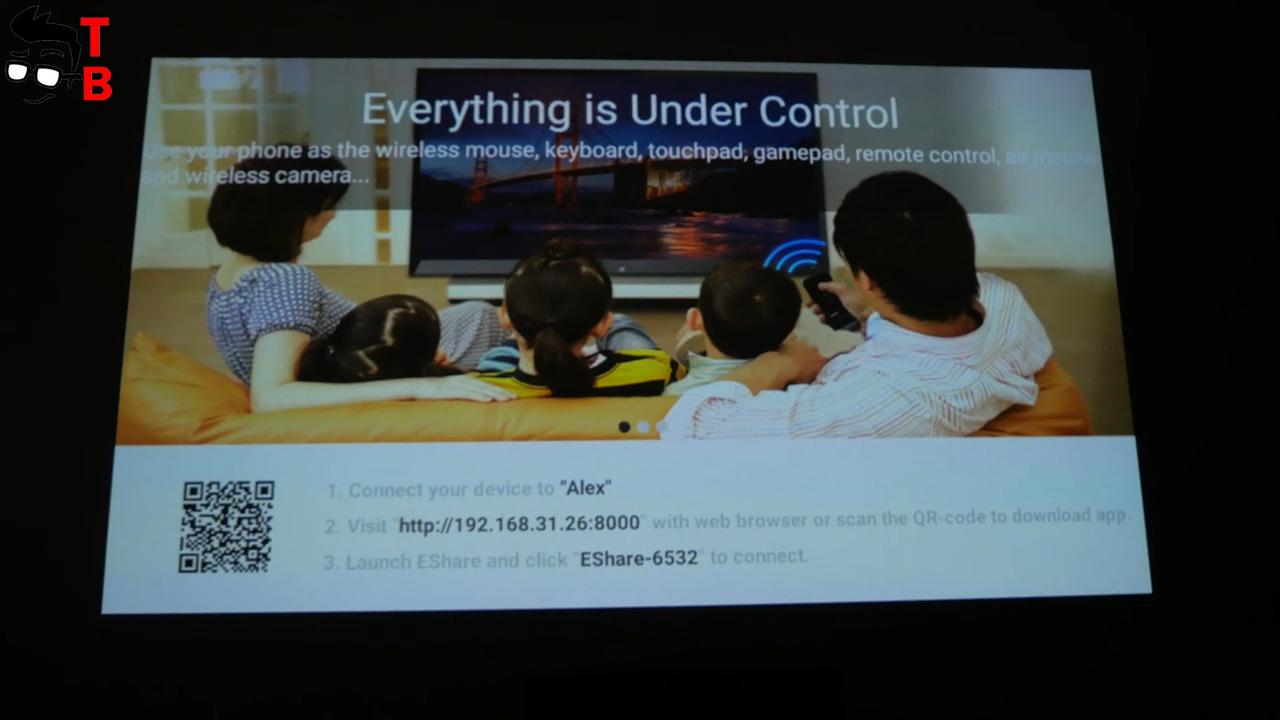 T
B
Everything is Under Control
Use your phone as the wireless mouse, keyboard, touchpad, gamepad, remote control, air mouse
and wireless camera...
1. Connect your device to "Alex"
2. Visit "http://192.168.31.26:8000" with web browser or scan the QR-code to download app.
3. Launch EShare and click "EShare-6532" to connect.